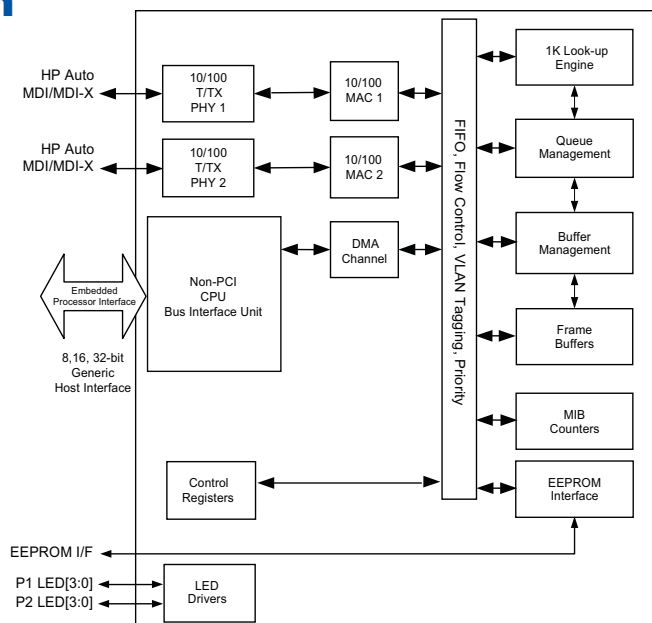 n
HP Auto
MDI/MDI-X
10/100
T/TX
PHY 1
10/100
MAC 1
1K Look-up
Engine
HP Auto
MDI/MDI-X
10/100
T/TX
PHY 2
10/100
MAC 2
FIFO, Flow Control, VLAN Tagging, Priority
Queue
Management
Embedded
Processor Interface
8,16, 32-bit
Generic
Host Interface
Non-PCI
CPU
Bus Interface Unit
DMA
Channel
Buffer
Management
Frame
Buffers
MIB
Counters
Control
Registers
EEPROM
Interface
EEPROM I/F
P1 LED[3:0]
P2 LED[3:0]
LED
Drivers